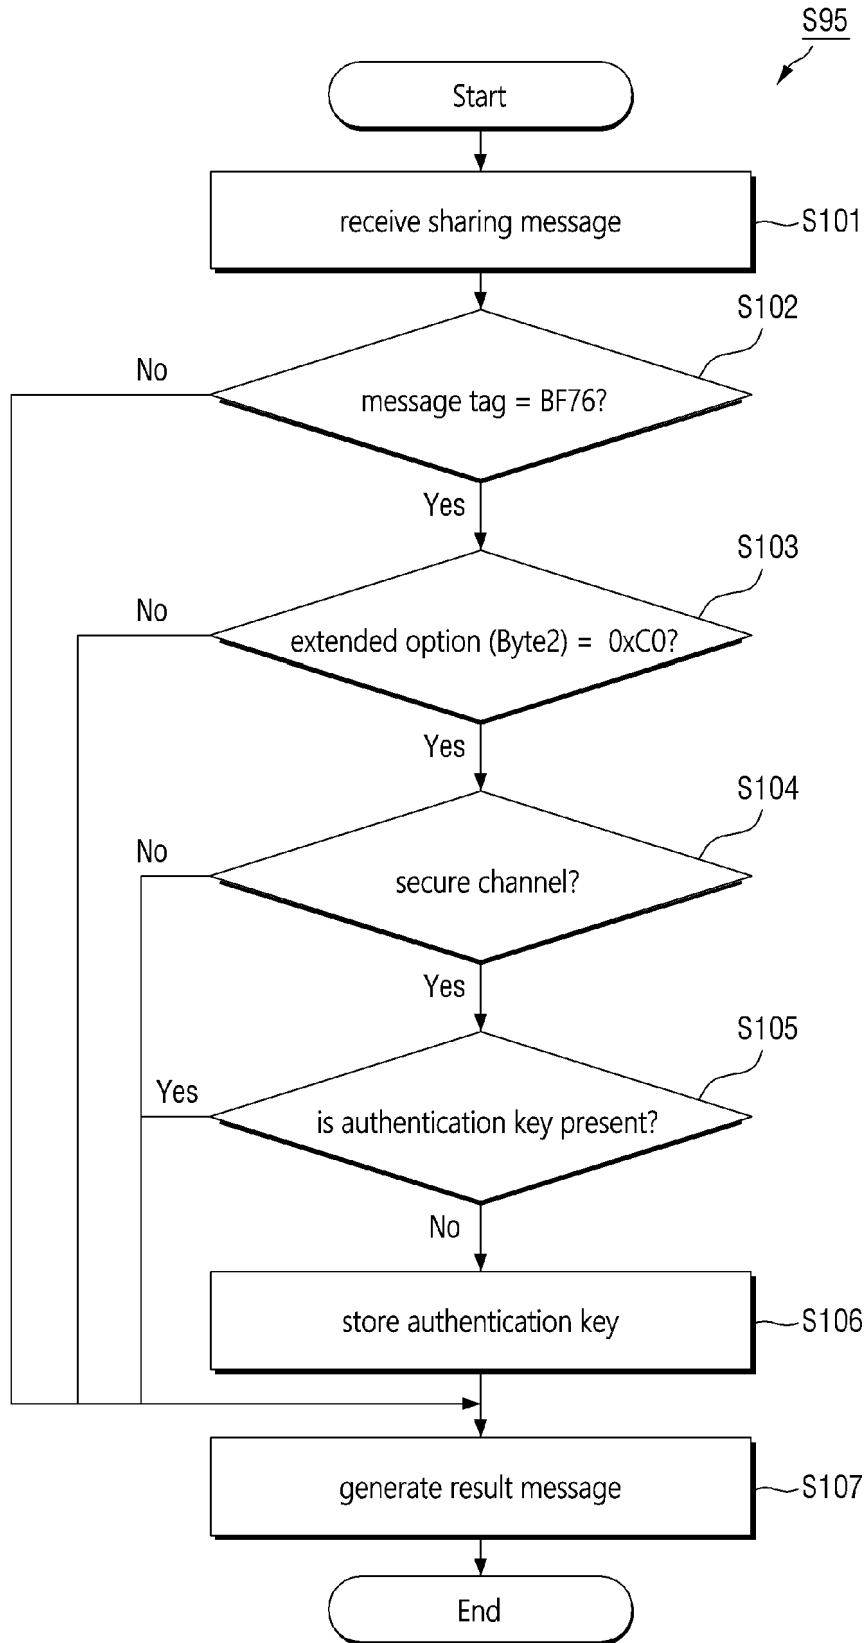 S95
Start
receive sharing message
S101
S102
No
message tag = BF76?
Yes
S103
No
extended option (Byte2) = 0xC0?
Yes
S104
No
secure channel?
Yes
S105
Yes
is authentication key present?
No
store authentication key
S106
generate result message
S107
End